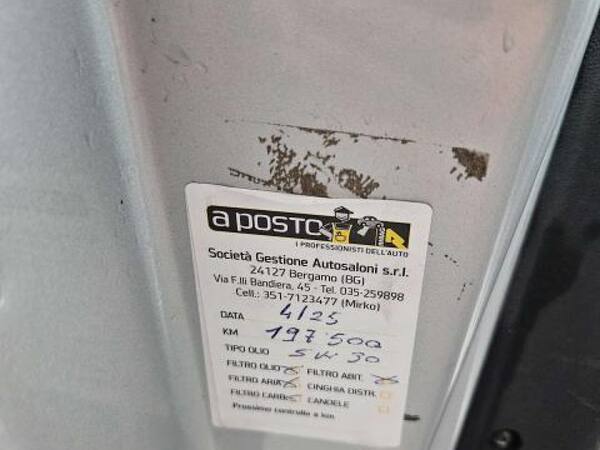 a POSTO
I PROFESSIONISTI DELL'AUTO
Società Gestione Autosaloni s.r.l.
24127 Bergamo (BG)
Via F.lli Bandiera, 45 - Tel. 035-259898
Cell.: 351-7123477 (Mirko)
DATA 4/25
KM 197'500
TIPO OLIO 5W30
FILTRO OLIO FILTRO ABIT.
FILTRO ARIA CINGHIA DISTR.
FILTRO CARB. CANDELE
Prossimo controllo a km